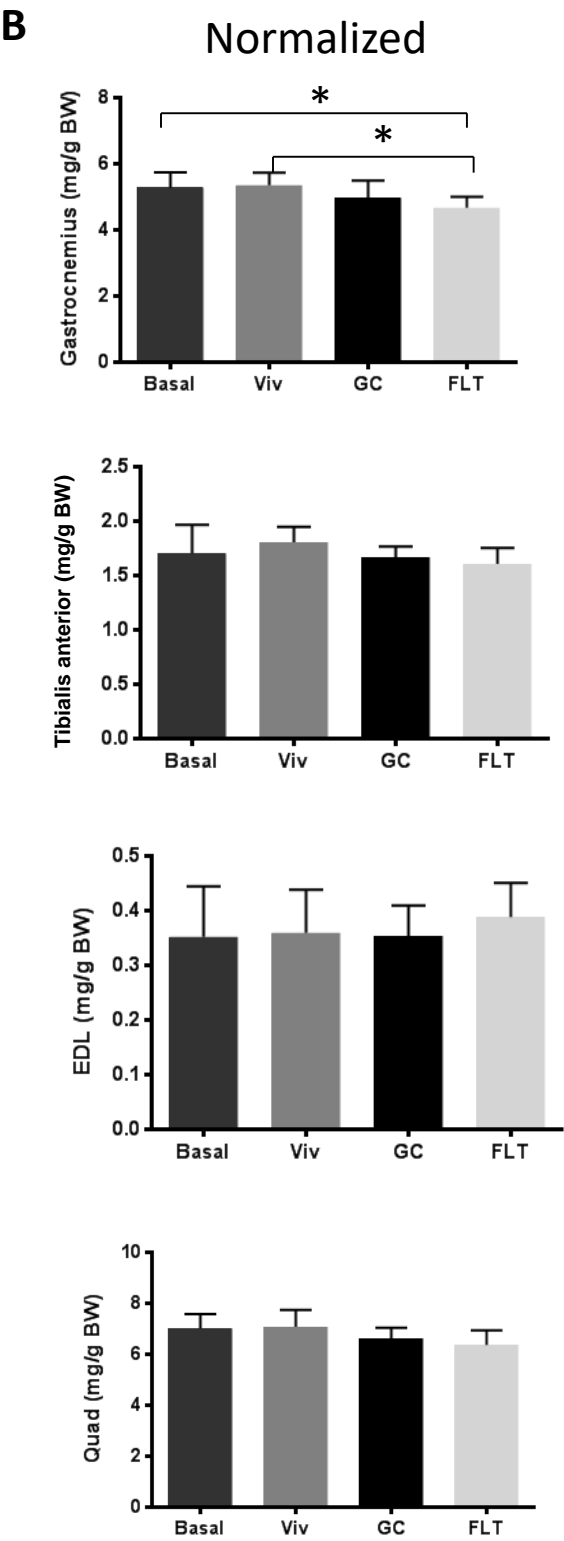 B
Normalized
Gastrocnemius (mg/g BW)
8
6
4
2
0
*
*
Basal Viv GC FLT
Tibialis anterior (mg/g BW)
2.5
2.0
1.5
1.0
0.5
0.0
Basal Viv GC FLT
EDL (mg/g BW)
0.5
0.4
0.3
0.2
0.1
0.0
Basal Viv GC FLT
Quad (mg/g BW)
10
8
6
4
2
0
Basal Viv GC FLT